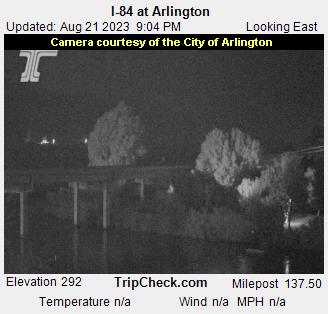 I-84 at Arlington
Updated: Aug 21 2023 9:04 PM Looking East
Camera courtesy of the City of Arlington
Elevation 292 TripCheck.com Milepost 137.50
Temperature n/a Wind n/a MPH n/a